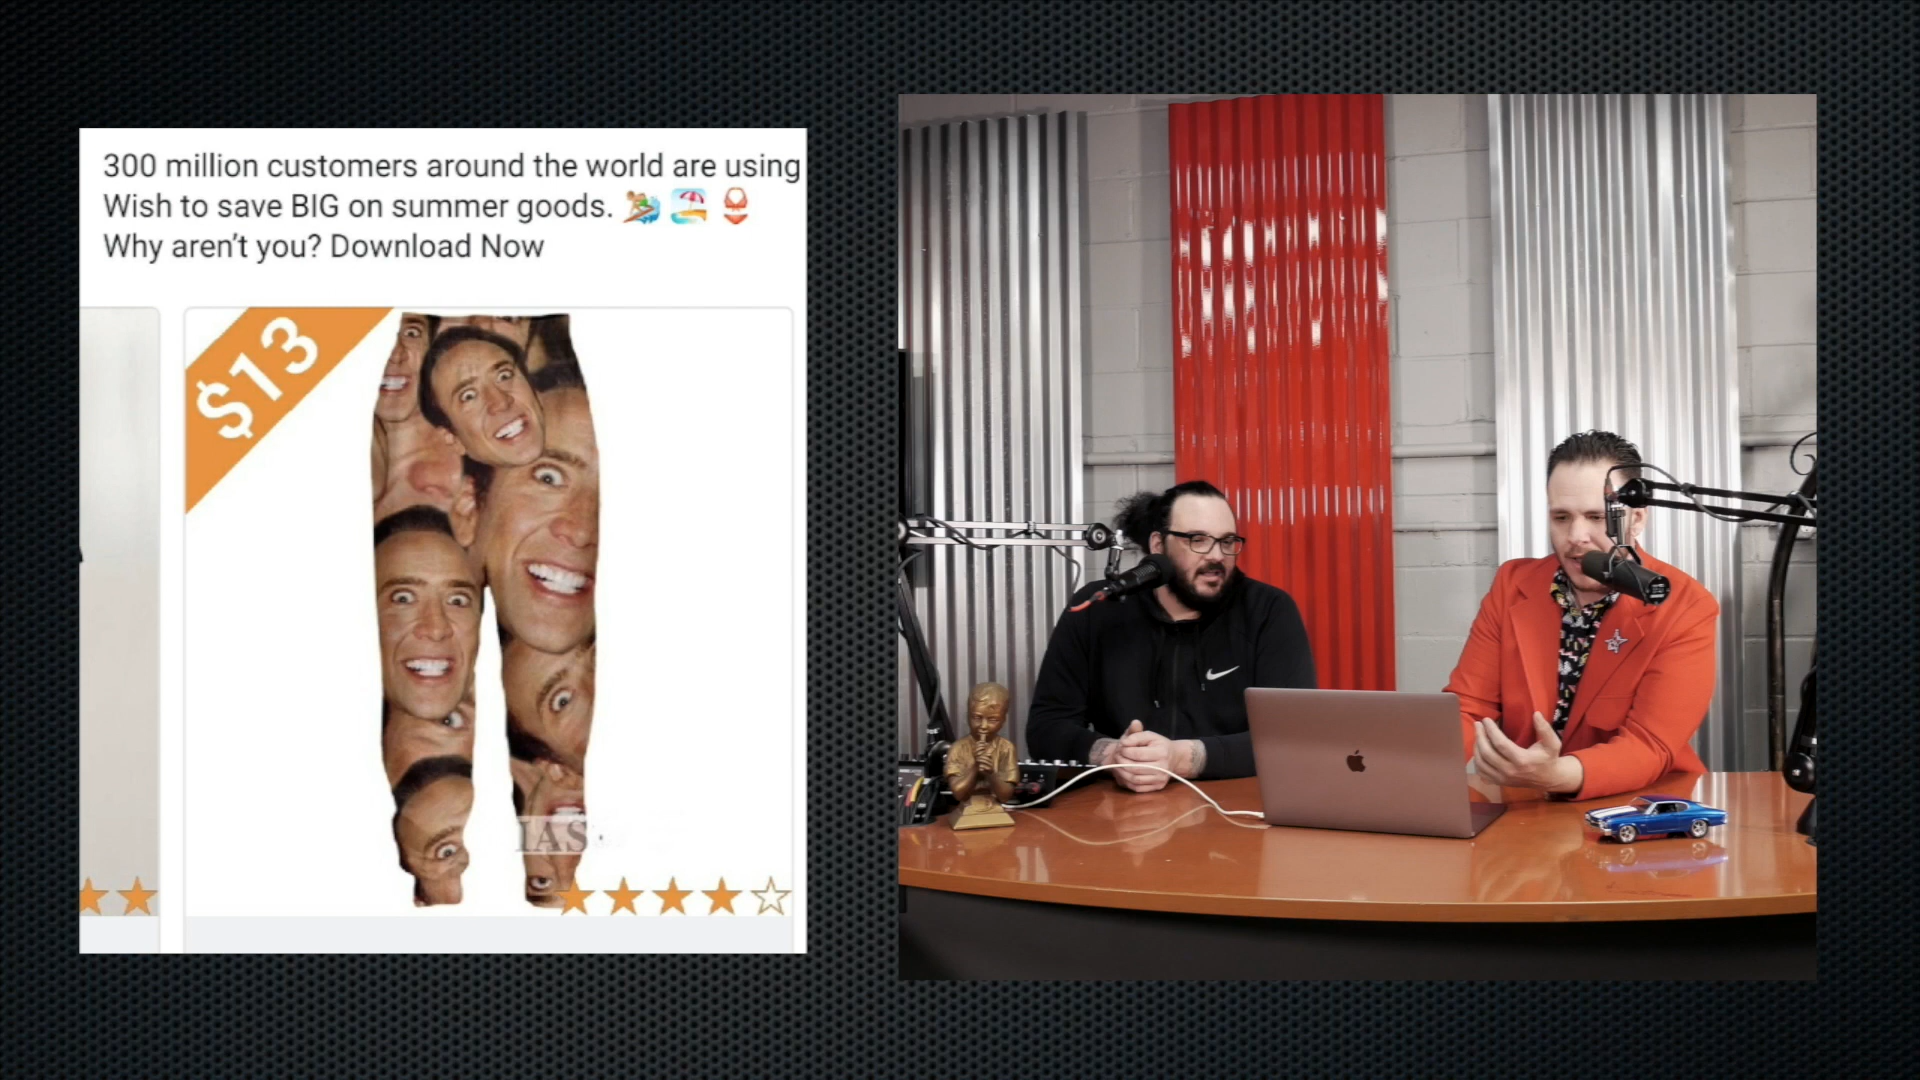 300 million customers around the world are using
Wish to save BIG on summer goods. 🏄🏖👙
Why aren't you? Download Now
$13
IAS